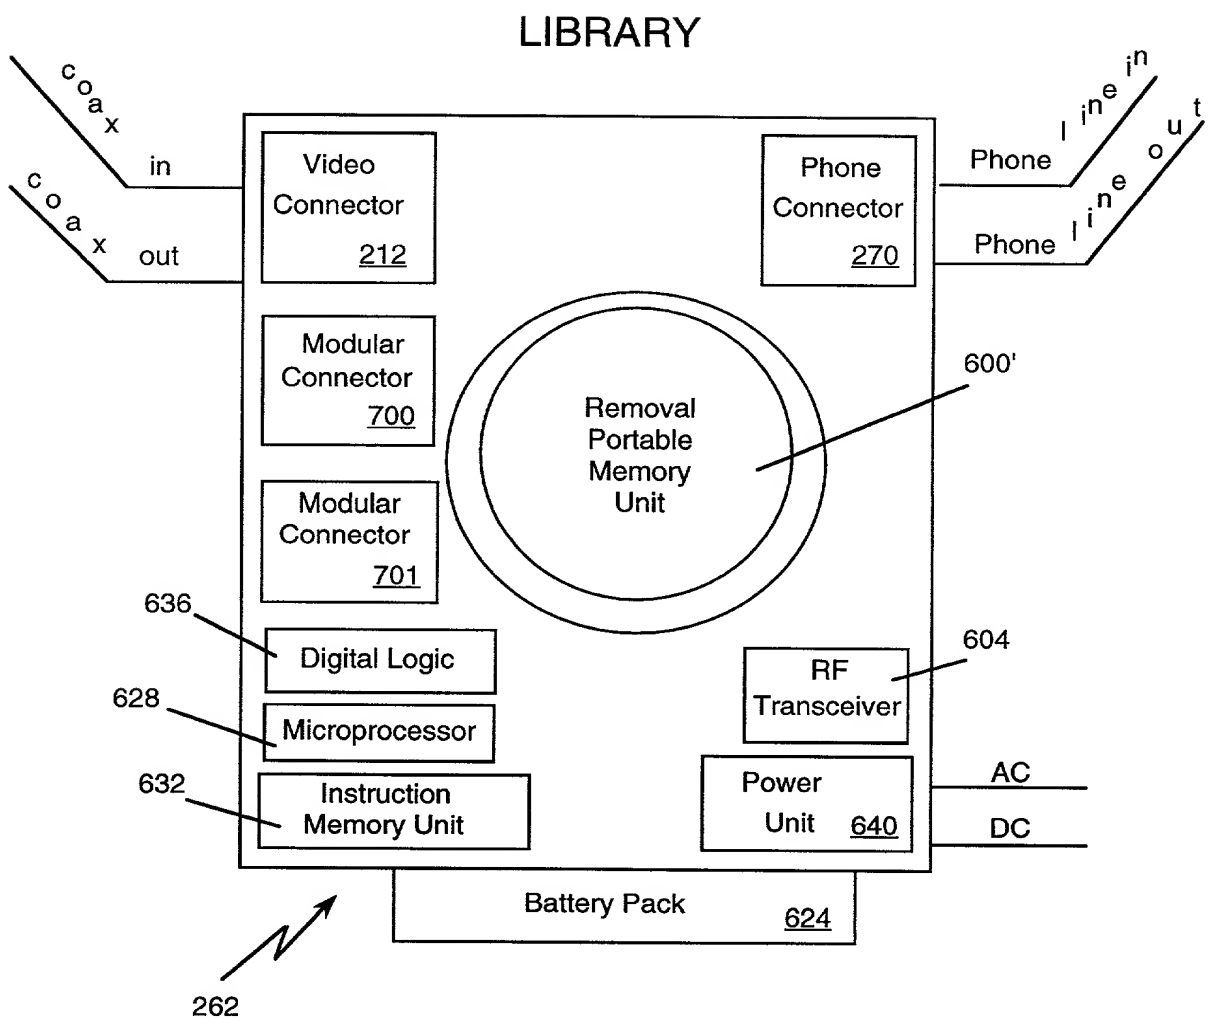 LIBRARY
coax in
coax out
Video
Connector
212
Phone
Connector
270
Phone line in
Phone line out
Modular
Connector
700
600'
Removal
Portable
Memory
Unit
Modular
Connector
701
636
Digital Logic
604
RF
Transceiver
628
Microprocessor
632
Instruction
Memory Unit
Power
Unit 640
AC
DC
Battery Pack
624
262